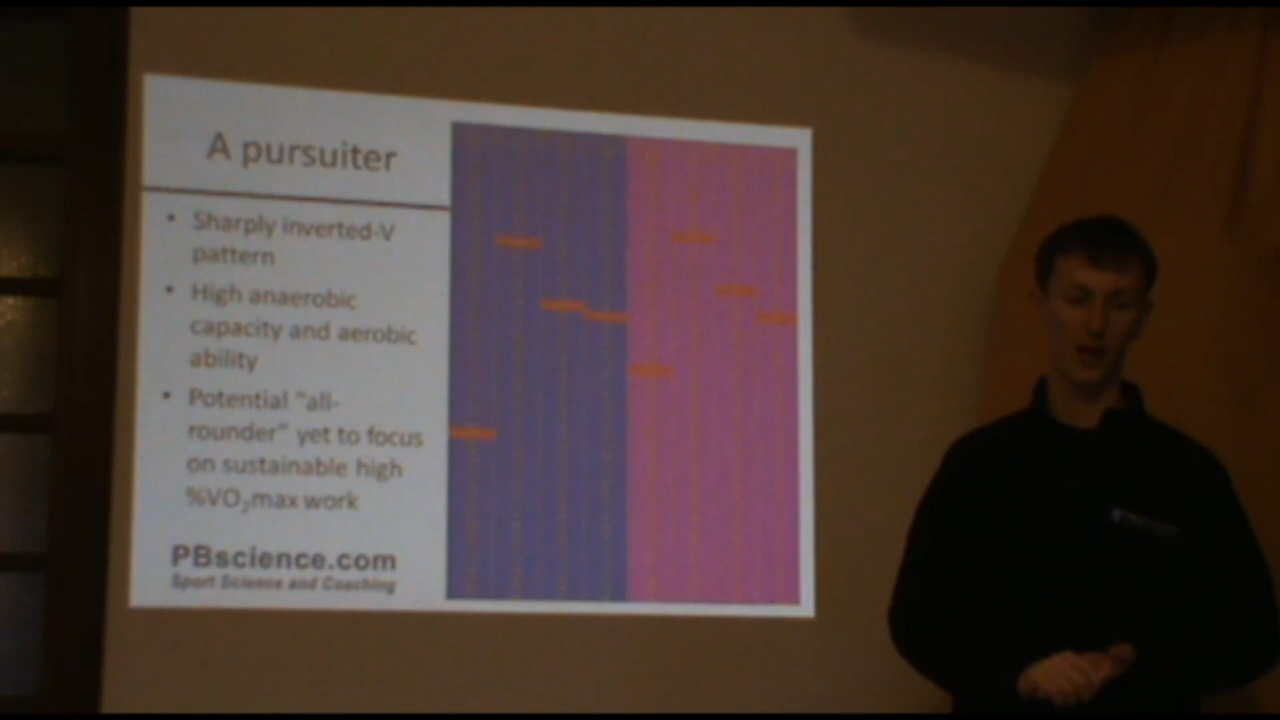 A pursuiter
• Sharply inverted-V
pattern
• High anaerobic
capacity and aerobic
ability
• Potential "all-
rounder" yet to focus
on sustainable high
%VO₂max work
PBscience.com
Sport Science and Coaching